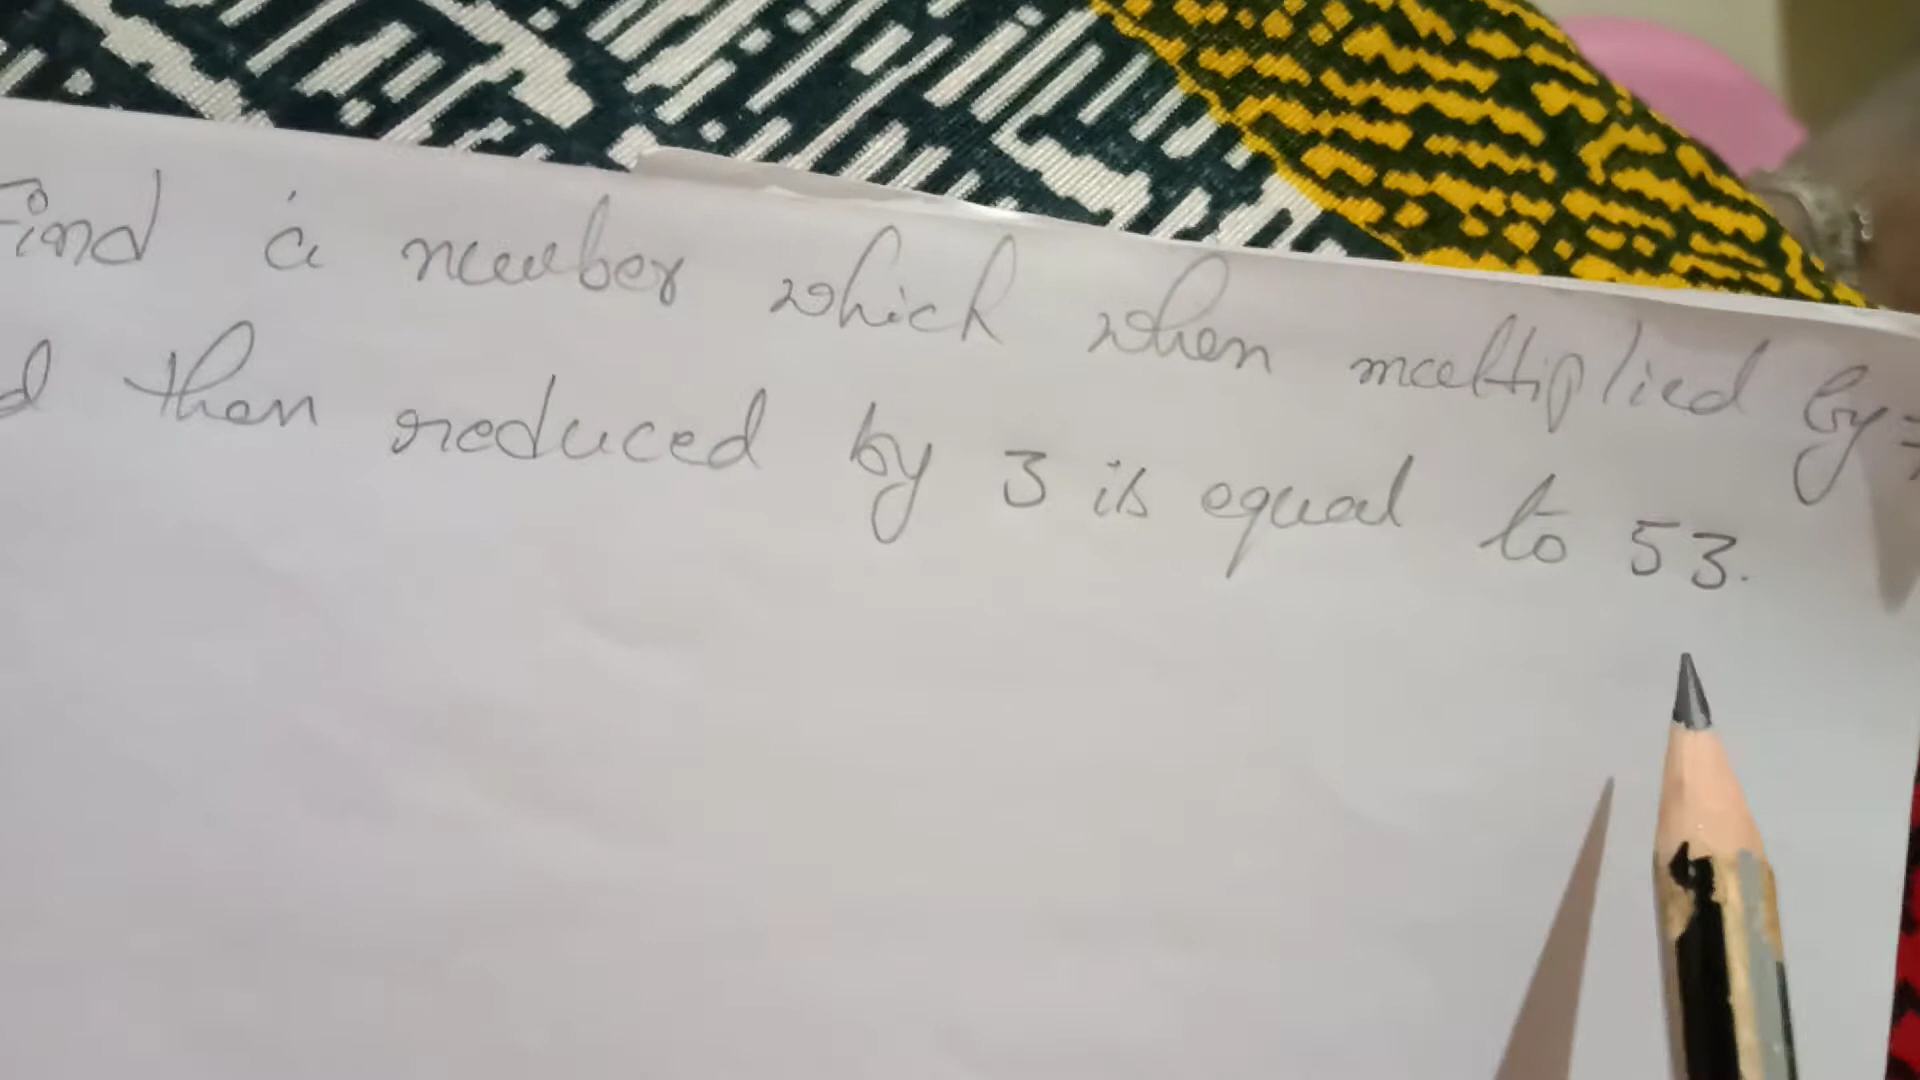 Find a number which when multiplied by
then reduced by 3 is equal to 53.